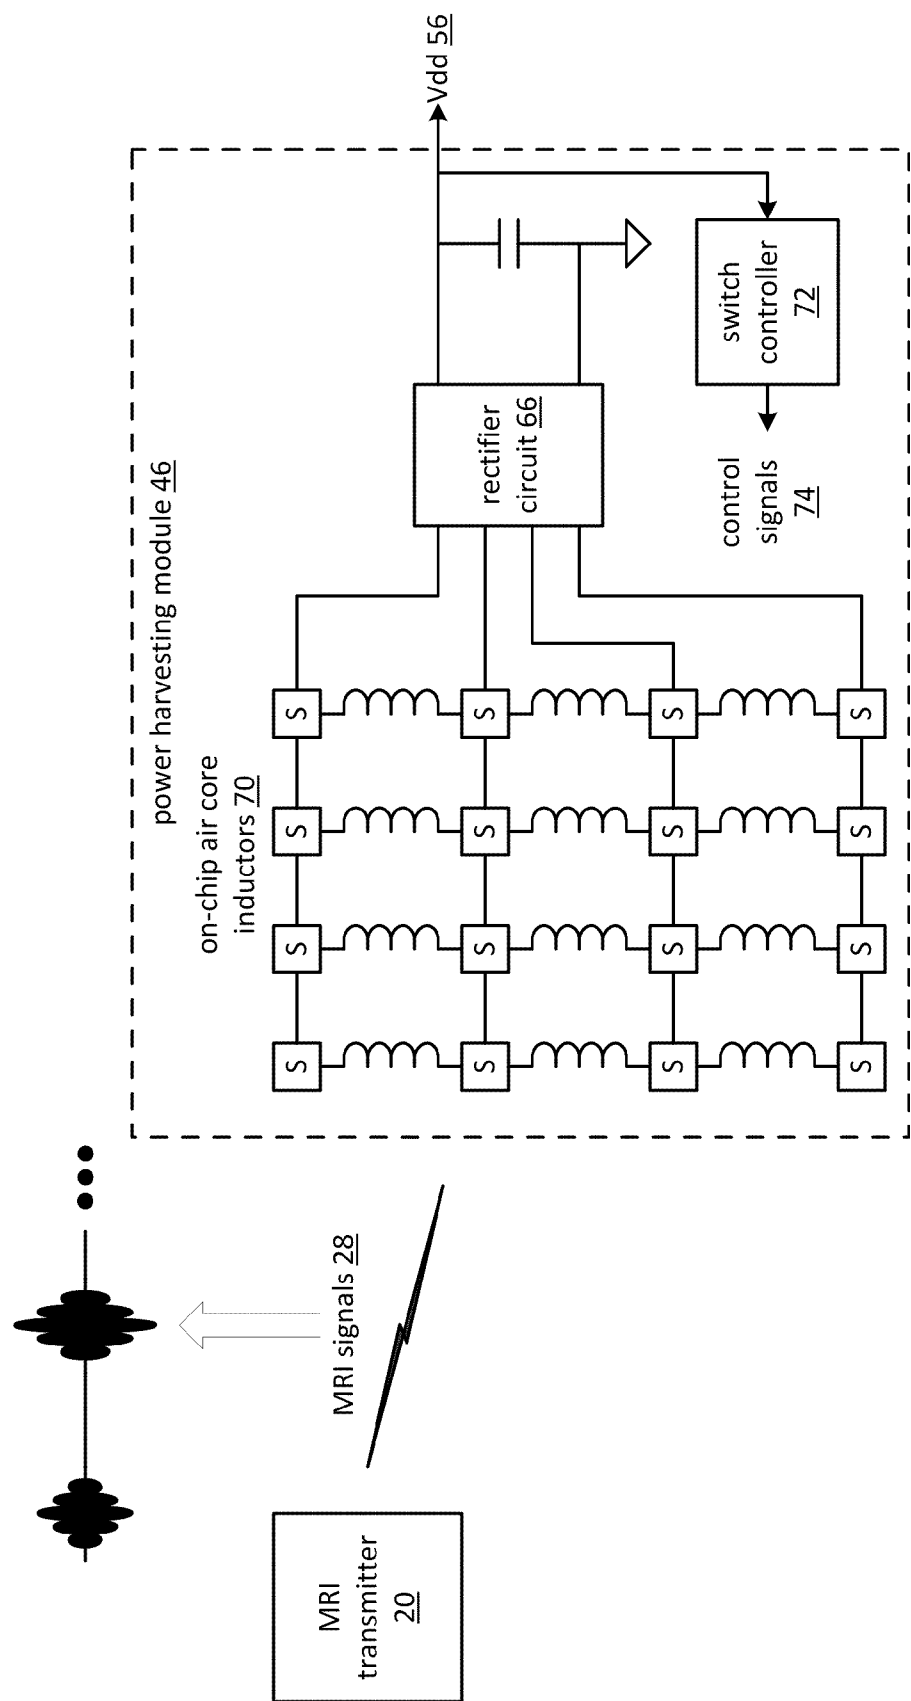 power harvesting module 46
on-chip air core
inductors 70
S S S S
S S S S
S S S S
S S S S
rectifier
circuit 66
Vdd 56
switch
controller
72
control
signals
74
MRI signals 28
MRI
transmitter
20